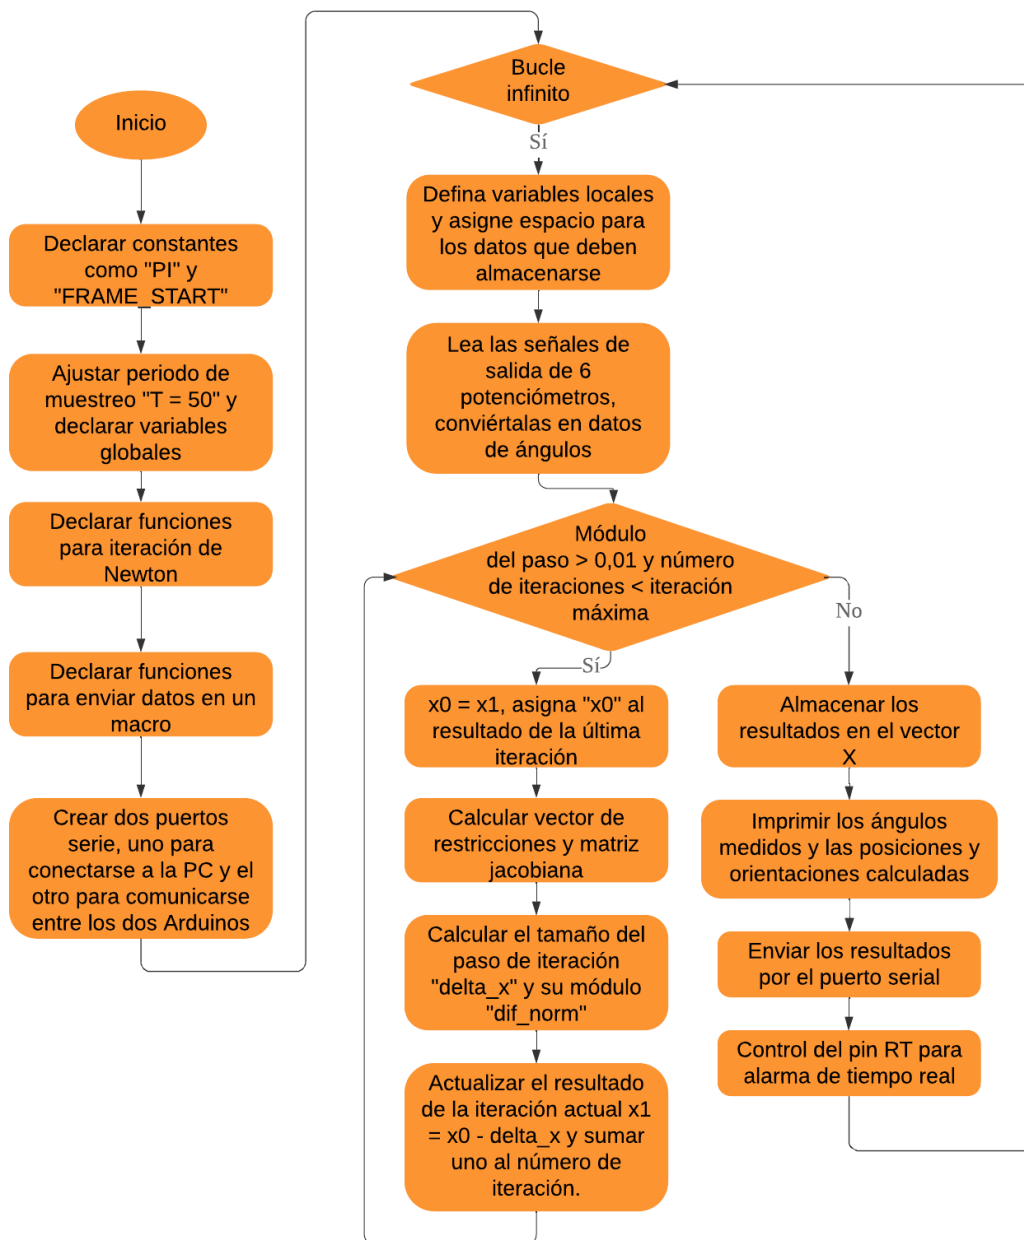 Inicio
Declarar constantes
como "PI" y
"FRAME_START"
Ajustar periodo de
muestreo "T = 50" y
declarar variables
globales
Declarar funciones
para iteración de
Newton
Declarar funciones
para enviar datos en un
macro
Crear dos puertos
serie, uno para
conectarse a la PC y el
otro para comunicarse
entre los dos Arduinos
Bucle
infinito
Sí
Defina variables locales
y asigne espacio para
los datos que deben
almacenarse
Lea las señales de
salida de 6
potenciómetros,
conviértalas en datos
de ángulos
Módulo
del paso > 0,01 y número
de iteraciones < iteración
máxima
Sí
x0 = x1, asigna "x0" al
resultado de la última
iteración
Calcular vector de
restricciones y matriz
jacobiana
Calcular el tamaño del
paso de iteración
"delta_x" y su módulo
"dif_norm"
Actualizar el resultado
de la iteración actual x1
= x0 - delta_x y sumar
uno al número de
iteración.
No
Almacenar los
resultados en el vector
X
Imprimir los ángulos
medidos y las posiciones y
orientaciones calculadas
Enviar los resultados
por el puerto serial
Control del pin RT para
alarma de tiempo real